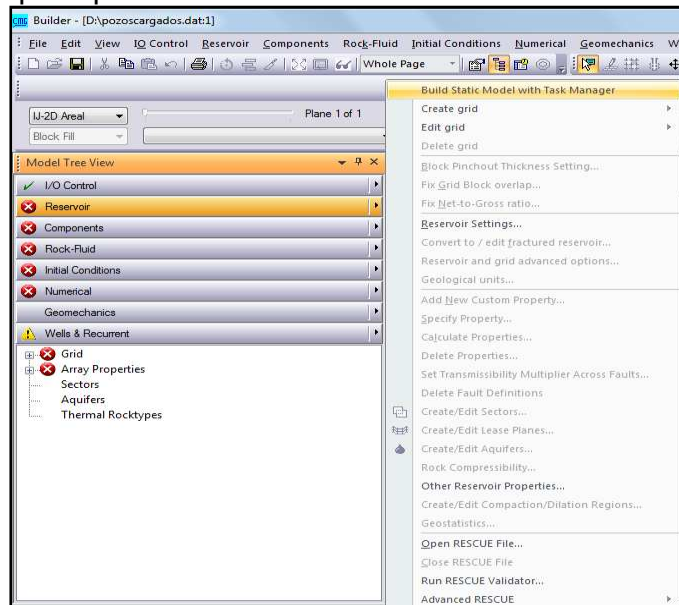 CMG Builder - [D:\pozoscargados.dat:1]
File Edit View IO Control Reservoir Components Rock-Fluid Initial Conditions Numerical Geomechanics W
Whole Page
IJ-2D Areal Plane 1 of 1
Block Fill
Model Tree View
I/O Control
Reservoir
Components
Rock-Fluid
Initial Conditions
Numerical
Geomechanics
Wells & Recurrent
Grid
Array Properties
Sectors
Aquifers
Thermal Rocktypes
Build Static Model with Task Manager
Create grid
Edit grid
Delete grid
Block Pinchout Thickness Setting...
Fix Grid Block overlap...
Fix Net-to-Gross ratio...
Reservoir Settings...
Convert to / edit fractured reservoir...
Reservoir and grid advanced options...
Geological units...
Add New Custom Property...
Specify Property...
Calculate Properties...
Delete Properties...
Set Transmissibility Multiplier Across Faults...
Delete Fault Definitions
Create/Edit Sectors...
Create/Edit Lease Planes...
Create/Edit Aquifers...
Rock Compressibility...
Other Reservoir Properties...
Create/Edit Compaction/Dilation Regions...
Geostatistics...
Open RESCUE File...
Close RESCUE File
Run RESCUE Validator...
Advanced RESCUE